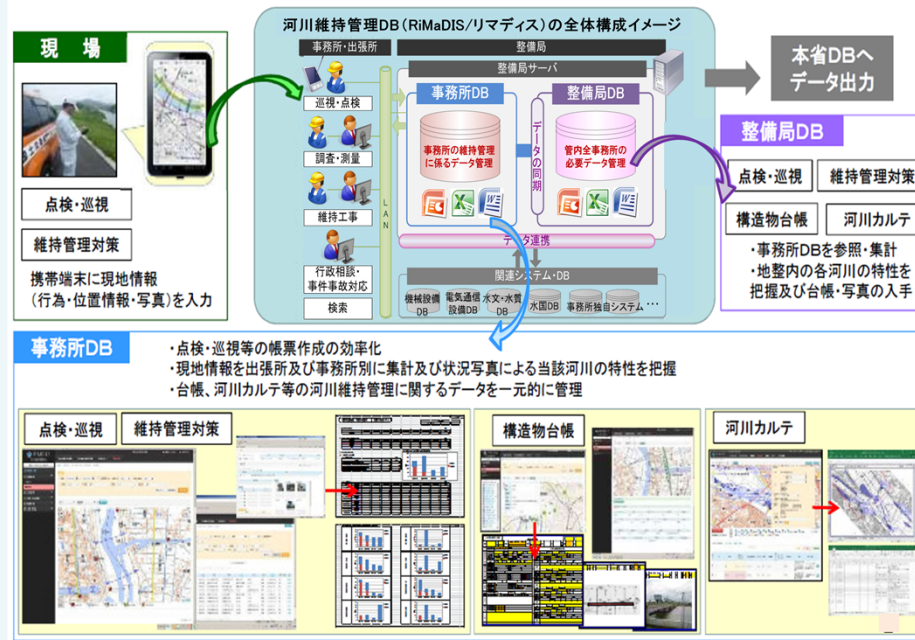 河川維持管理DB(RiMaDIS/リマディス)の全体構成イメージ
現 場
点検・巡視
維持管理対策
携帯端末に現地情報
(行為・位置情報・写真)を入力
事務所・出張所
巡視・点検
調査・測量
維持工事
行政相談・
事件事故対応
検索
LAN
整備局
整備局サーバ
事務所DB
事務所の維持管理
に係るデータ管理
データの同期
整備局DB
管内全事務所の
必要データ管理
データ連携
関連システム・DB
機械設備
DB
電気通信
設備DB
水文・水質
DB
水国DB
事務所独自システム
・・・
本省DBへ
データ出力
整備局DB
点検・巡視
維持管理対策
構造物台帳
河川カルテ
・事務所DBを参照・集計
・地整内の各河川の特性を
把握及び台帳・写真の入手
事務所DB
・点検・巡視等の帳票作成の効率化
・現地情報を出張所及び事務所別に集計及び状況写真による当該河川の特性を把握
・台帳、河川カルテ等の河川維持管理に関するデータを一元的に管理
点検・巡視
維持管理対策
構造物台帳
河川カルテ